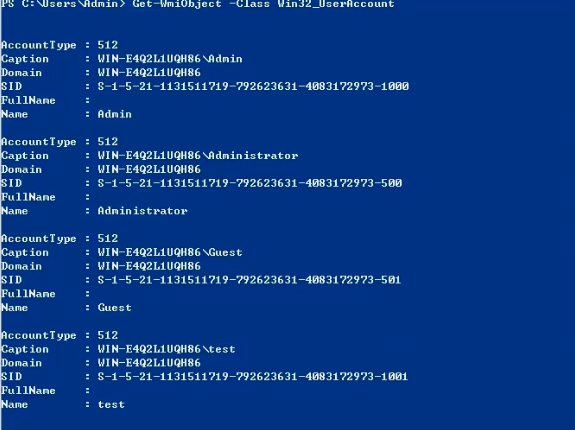 PS C:\Users\Admin> Get-WmiObject -Class Win32_UserAccount
AccountType : 512
Caption : WIN-E4Q2L1UQH86\Admin
Domain : WIN-E4Q2L1UQH86
SID : S-1-5-21-1131511719-792623631-4083172973-1000
FullName :
Name : Admin
AccountType : 512
Caption : WIN-E4Q2L1UQH86\Administrator
Domain : WIN-E4Q2L1UQH86
SID : S-1-5-21-1131511719-792623631-4083172973-500
FullName :
Name : Administrator
AccountType : 512
Caption : WIN-E4Q2L1UQH86\Guest
Domain : WIN-E4Q2L1UQH86
SID : S-1-5-21-1131511719-792623631-4083172973-501
FullName :
Name : Guest
AccountType : 512
Caption : WIN-E4Q2L1UQH86\test
Domain : WIN-E4Q2L1UQH86
SID : S-1-5-21-1131511719-792623631-4083172973-1001
FullName :
Name : test